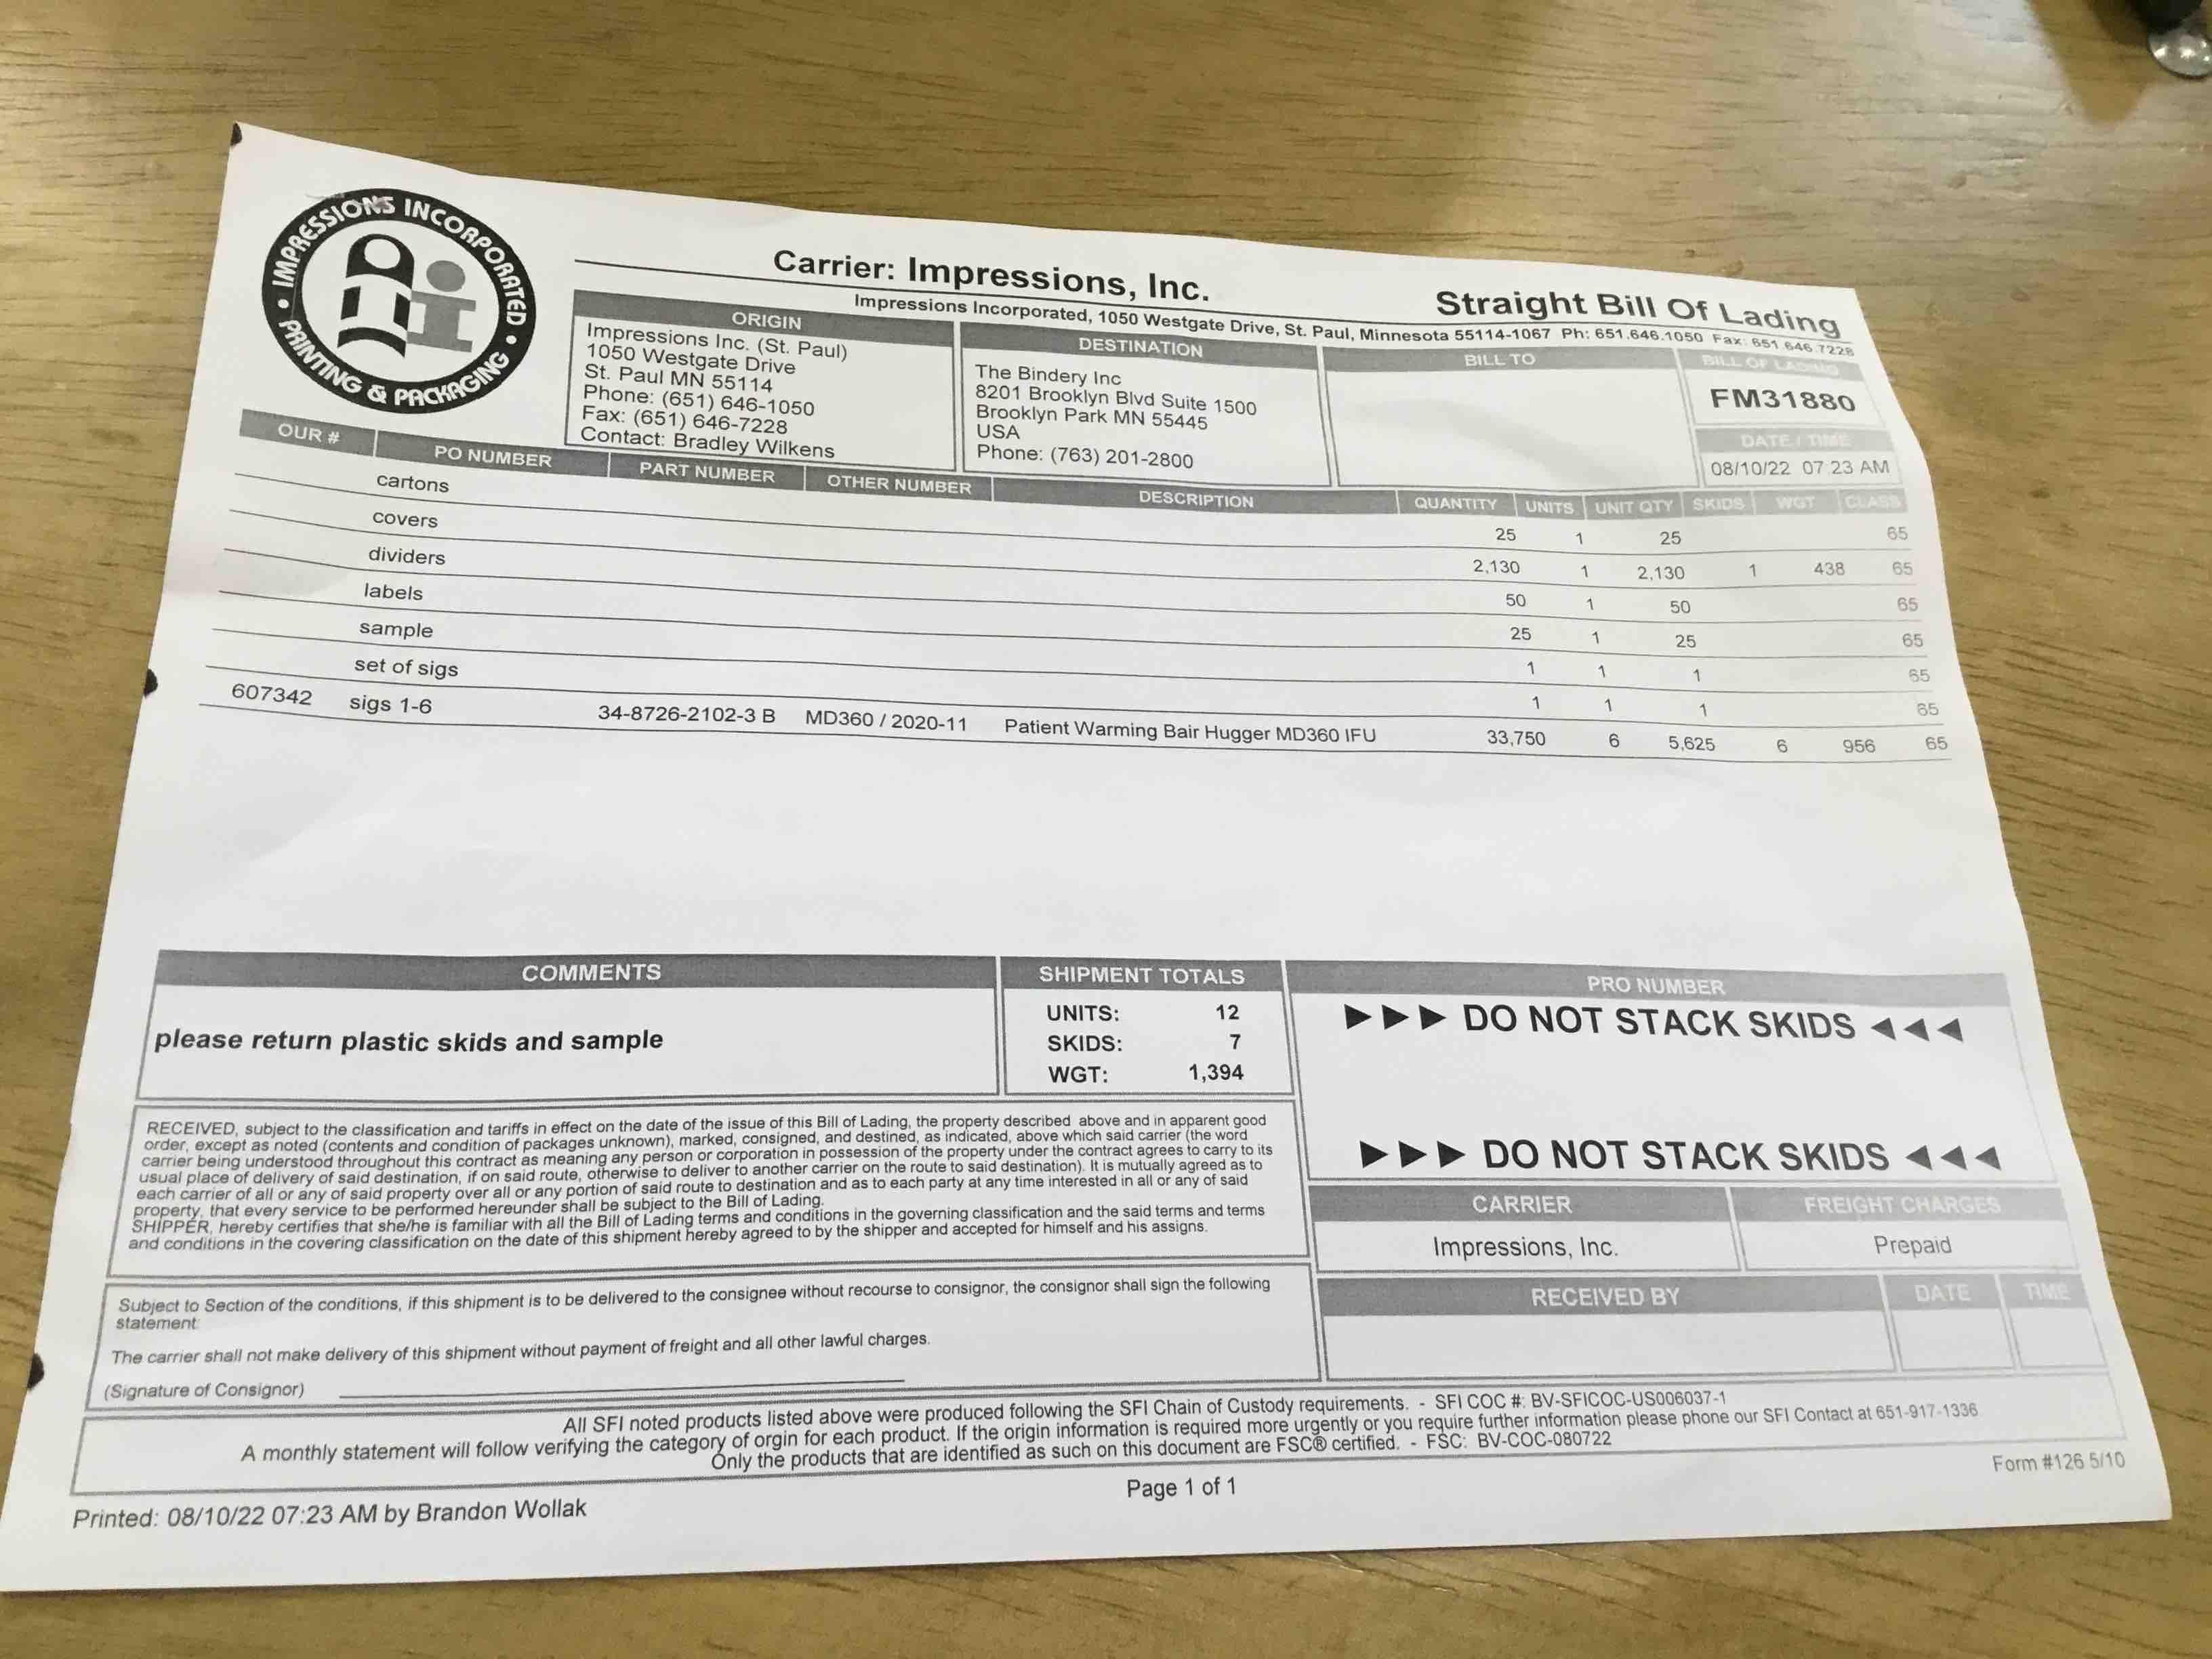 IMPRESSIONS INCORPORATED • PRINTING & PACKAGING •
Carrier: Impressions, Inc.
Straight Bill Of Lading
Impressions Incorporated, 1050 Westgate Drive, St. Paul, Minnesota 55114-1067 Ph: 651.646.1050 Fax: 651 646.7228
ORIGIN
Impressions Inc. (St. Paul)
1050 Westgate Drive
St. Paul MN 55114
Phone: (651) 646-1050
Fax: (651) 646-7228
Contact: Bradley Wilkens
DESTINATION
The Bindery Inc
8201 Brooklyn Blvd Suite 1500
Brooklyn Park MN 55445
USA
Phone: (763) 201-2800
BILL TO
BILL OF LADING
FM31880
DATE / TIME
08/10/22 07:23 AM
OUR # PO NUMBER PART NUMBER OTHER NUMBER DESCRIPTION QUANTITY UNITS UNIT QTY SKIDS WGT CLASS
cartons 25 1 25 65
covers 2,130 1 2,130 1 438 65
dividers 50 1 50 65
labels 25 1 25 65
sample 1 1 1 65
set of sigs 1 1 1 65
607342 sigs 1-6 34-8726-2102-3 B MD360 / 2020-11 Patient Warming Bair Hugger MD360 IFU 33,750 6 5,625 6 956 65
COMMENTS
please return plastic skids and sample
SHIPMENT TOTALS
UNITS: 12
SKIDS: 7
WGT: 1,394
PRO NUMBER
▶▶▶ DO NOT STACK SKIDS ◀◀◀
▶▶▶ DO NOT STACK SKIDS ◀◀◀
RECEIVED, subject to the classification and tariffs in effect on the date of the issue of this Bill of Lading, the property described above and in apparent good
order, except as noted (contents and condition of packages unknown), marked, consigned, and destined, as indicated, above which said carrier (the word
carrier being understood throughout this contract as meaning any person or corporation in possession of the property under the contract agrees to carry to its
usual place of delivery of said destination, if on said route, otherwise to deliver to another carrier on the route to said destination). It is mutually agreed as to
each carrier of all or any of said property over all or any portion of said route to destination and as to each party at any time interested in all or any of said
property, that every service to be performed hereunder shall be subject to the Bill of Lading.
SHIPPER, hereby certifies that she/he is familiar with all the Bill of Lading terms and conditions in the governing classification and the said terms and terms
and conditions in the covering classification on the date of this shipment hereby agreed to by the shipper and accepted for himself and his assigns.
CARRIER
Impressions, Inc.
FREIGHT CHARGES
Prepaid
Subject to Section of the conditions, if this shipment is to be delivered to the consignee without recourse to consignor, the consignor shall sign the following
statement:
The carrier shall not make delivery of this shipment without payment of freight and all other lawful charges.
(Signature of Consignor)
RECEIVED BY
DATE
TIME
All SFI noted products listed above were produced following the SFI Chain of Custody requirements. - SFI COC #: BV-SFICOC-US006037-1
A monthly statement will follow verifying the category of orgin for each product. If the origin information is required more urgently or you require further information please phone our SFI Contact at 651-917-1336
Only the products that are identified as such on this document are FSC® certified. - FSC: BV-COC-080722
Form #126 5/10
Page 1 of 1
Printed: 08/10/22 07:23 AM by Brandon Wollak